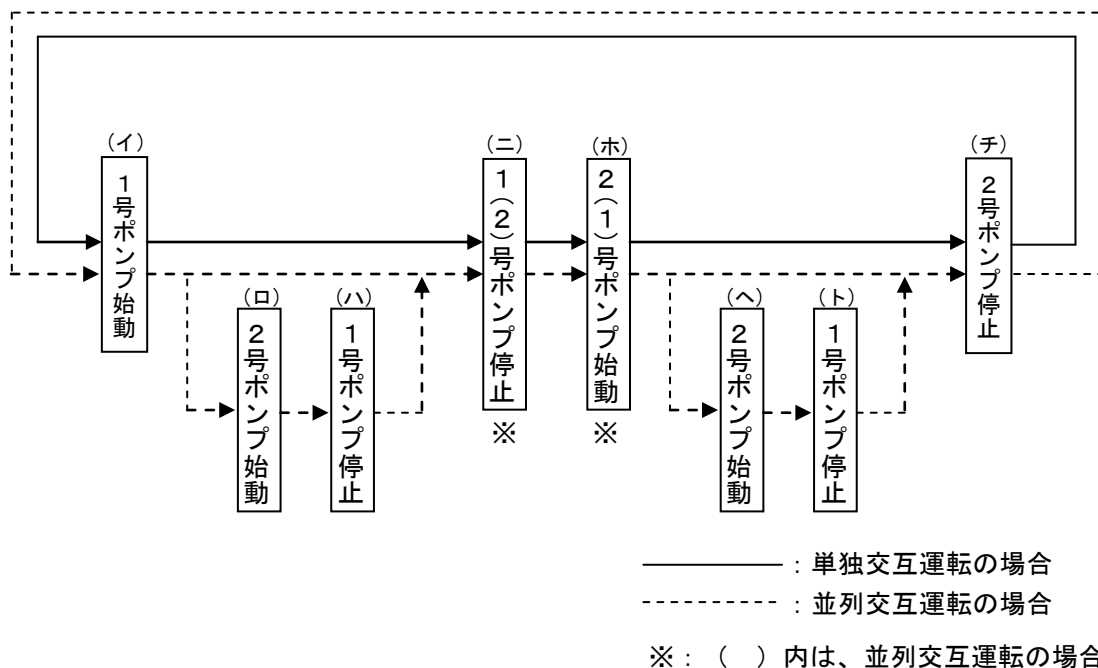 (イ)
1号ポンプ始動
(ロ)
2号ポンプ始動
(ハ)
1号ポンプ停止
(ニ)
1(2)号ポンプ停止
※
(ホ)
2(1)号ポンプ始動
※
(ヘ)
2号ポンプ始動
(ト)
1号ポンプ停止
(チ)
2号ポンプ停止
:単独交互運転の場合
:並列交互運転の場合
※:( )内は、並列交互運転の場合